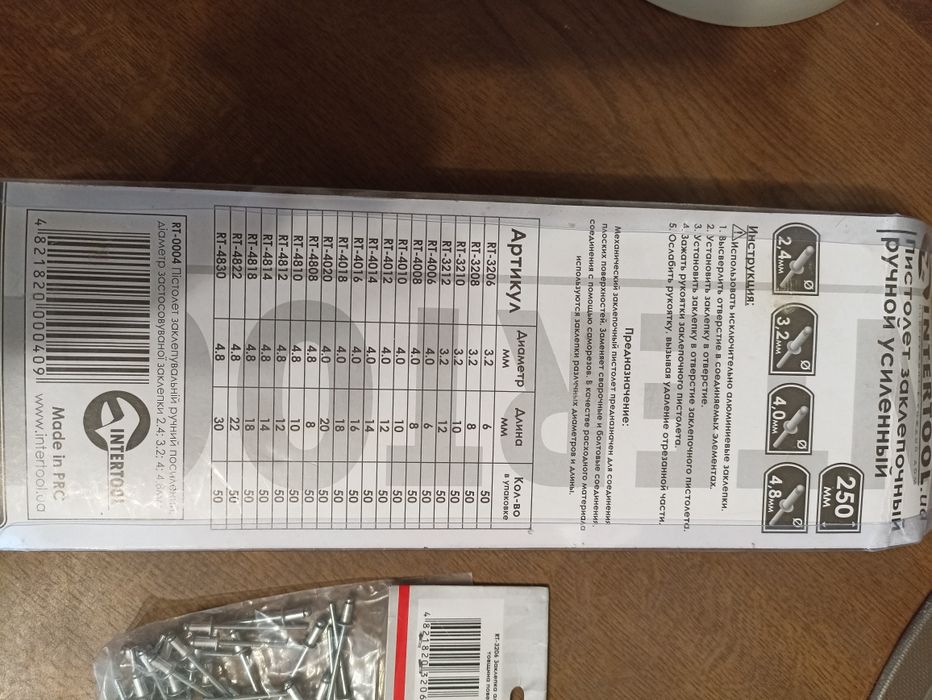 INTERTOOL.ua
пистолет заклепочный
ручной усиленный
250 мм
2.4мм Ø
3.2мм Ø
4.0мм Ø
4.8мм Ø
Инструкция:
Использовать исключительно алюминиевые заклепки.
1. Высверлить отверстие в соединяемых элементах.
2. Установить заклепку в отверстие.
3. Установить заклепку в отверстие заклепочного пистолета.
4. Зажать рукоятки заклепочного пистолета.
5. Ослабить рукоятку, вызывая удаление отрезанной части.
Предназначение:
Механический заклепочный пистолет предназначен для соединения
плоских поверхностей. Заменяет сварочные и болтовые соединения,
соединения с помощью саморезов. В качестве расходного материала
используются заклепки различных диаметров и длины.
Артикул Диаметр мм Длина мм Кол-во в упаковке
RT-3206 3.2 6 50
RT-3208 3.2 8 50
RT-3210 3.2 10 50
RT-3212 3.2 12 50
RT-4006 4.0 6 50
RT-4008 4.0 8 50
RT-4010 4.0 10 50
RT-4012 4.0 12 50
RT-4014 4.0 14 50
RT-4016 4.0 16 50
RT-4018 4.0 18 50
RT-4020 4.0 20 50
RT-4808 4.8 8 50
RT-4810 4.8 10 50
RT-4812 4.8 12 50
RT-4814 4.8 14 50
RT-4818 4.8 18 50
RT-4822 4.8 22 50
RT-4830 4.8 30 50
RT-0004 Пістолет заклепувальній ручний посилений
діаметр застосовуваної заклепки 2.4; 3.2; 4; 4.8мм
4 821820 000409
INTERTOOL
Made in PRC
www.intertool.ua
RT-3206 Заклепка
4 821820 3206